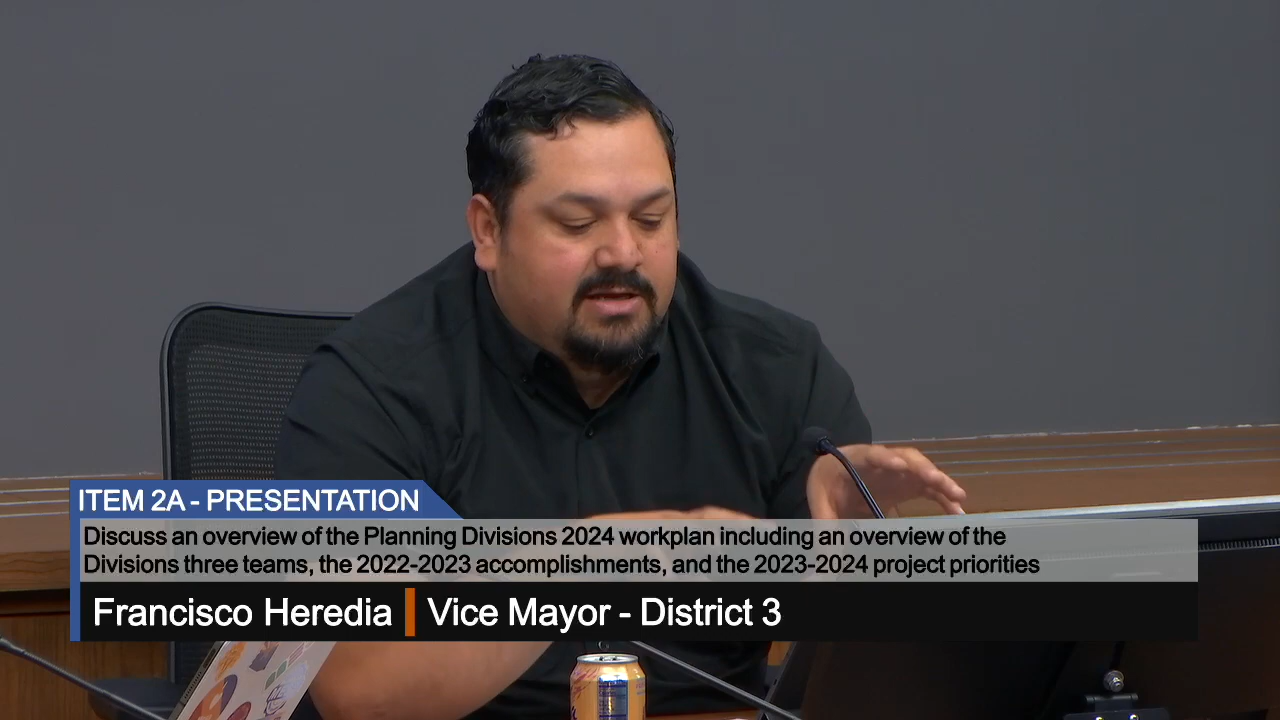 ITEM 2A - PRESENTATION
Discuss an overview of the Planning Divisions 2024 workplan including an overview of the
Divisions three teams, the 2022-2023 accomplishments, and the 2023-2024 project priorities
Francisco Heredia | Vice Mayor - District 3